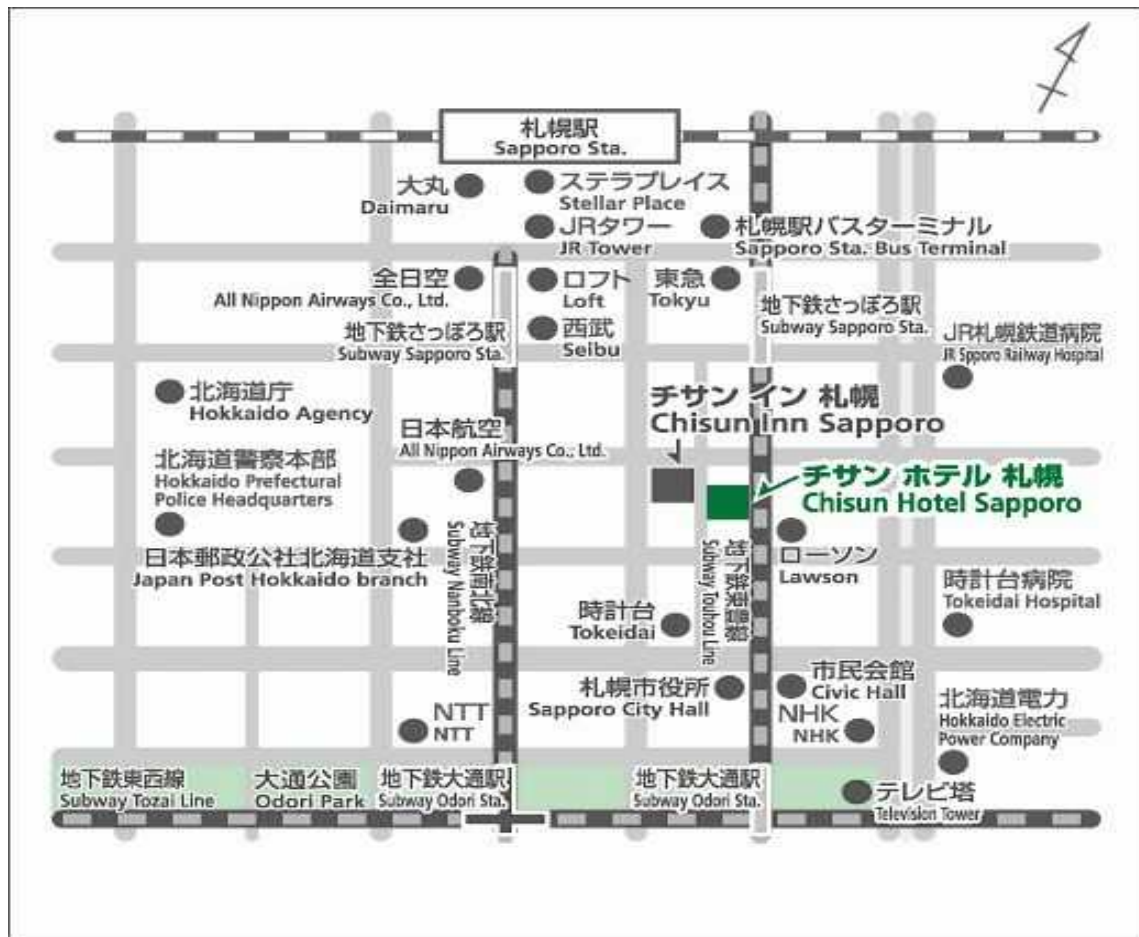 札幌駅
Sapporo Sta.
大丸
Daimaru
ステラプレイス
Stellar Place
JRタワー
JR Tower
札幌駅バスターミナル
Sapporo Sta. Bus Terminal
全日空
All Nippon Airways Co., Ltd.
ロフト
Loft
東急
Tokyu
地下鉄さっぽろ駅
Subway Sapporo Sta.
地下鉄さっぽろ駅
Subway Sapporo Sta.
西武
Seibu
JR札幌鉄道病院
JR Spporo Railway Hospital
北海道庁
Hokkaido Agency
チサン イン 札幌
Chisun Inn Sapporo
日本航空
All Nippon Airways Co., Ltd.
北海道警察本部
Hokkaido Prefectural
Police Headquarters
チサン ホテル 札幌
Chisun Hotel Sapporo
日本郵政公社北海道支社
Japan Post Hokkaido branch
地下鉄南北線
Subway Nanboku Line
地下鉄東豊線
Subway Touhou Line
ローソン
Lawson
時計台
Tokeidai
時計台病院
Tokeidai Hospital
札幌市役所
Sapporo City Hall
市民会館
Civic Hall
NTT
NTT
NHK
NHK
北海道電力
Hokkaido Electric
Power Company
地下鉄東西線
Subway Tozai Line
大通公園
Odori Park
地下鉄大通駅
Subway Odori Sta.
地下鉄大通駅
Subway Odori Sta.
テレビ塔
Television Tower